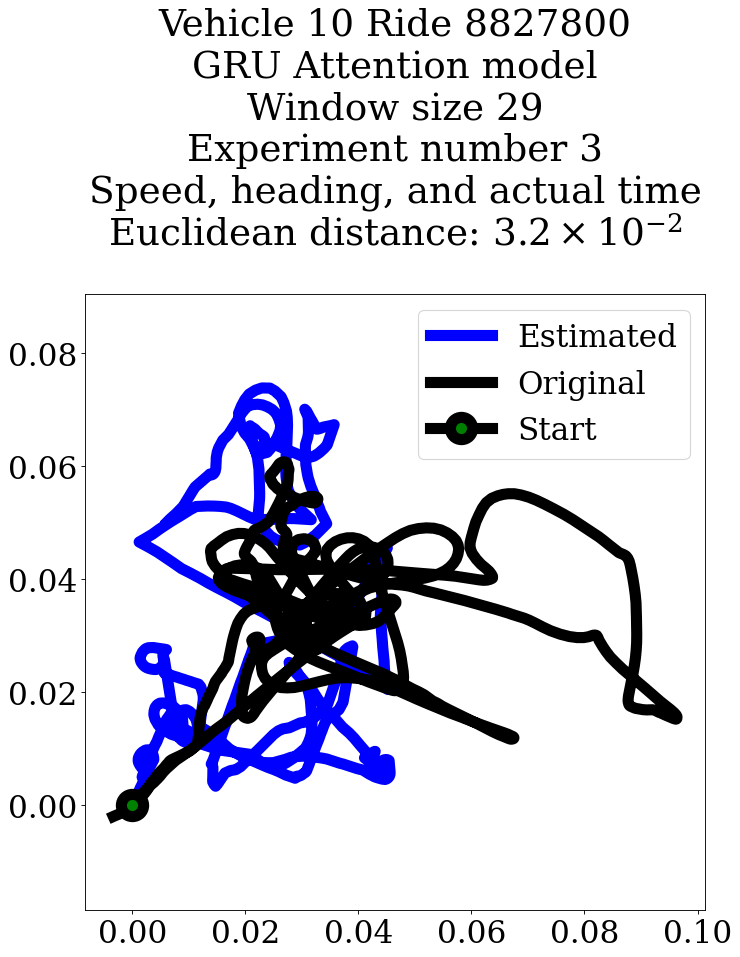 Vehicle 10 Ride 8827800
GRU Attention model
Window size 29
Experiment number 3
Speed, heading, and actual time
Euclidean distance: 3.2 × 10⁻²
Estimated
Original
Start
0.08
0.06
0.04
0.02
0.00
0.00 0.02 0.04 0.06 0.08 0.10